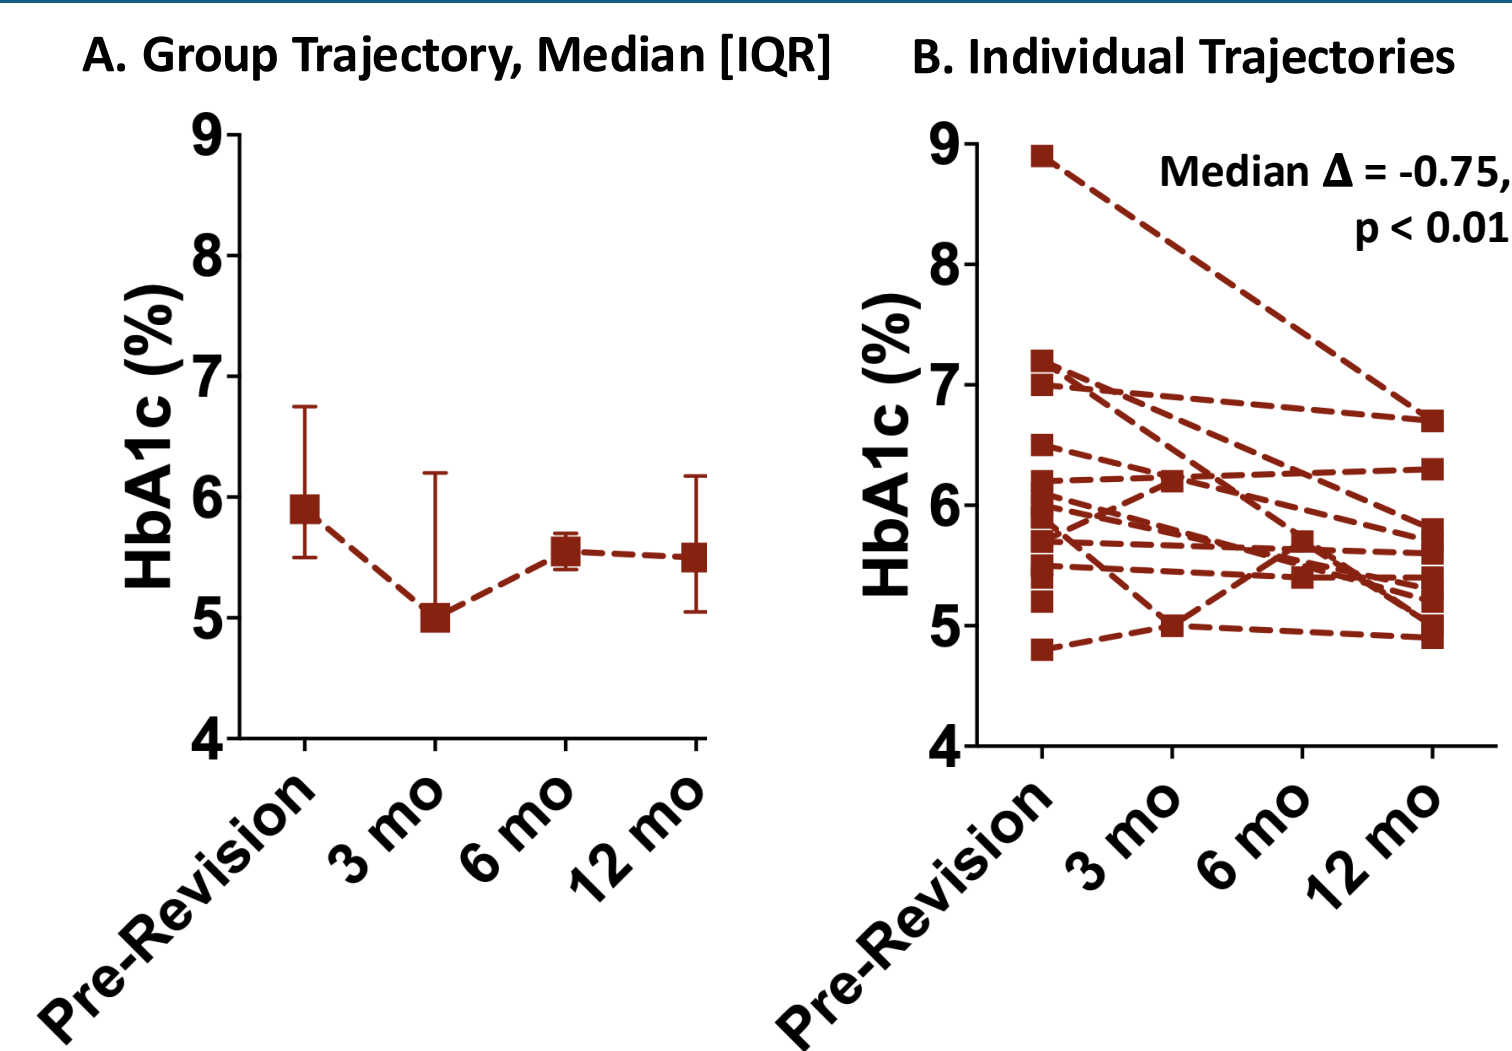 A. Group Trajectory, Median [IQR]
HbA1c (%)
9
8
7
6
5
4
Pre-Revision
3 mo
6 mo
12 mo
B. Individual Trajectories
Median Δ = -0.75,
p < 0.01
HbA1c (%)
9
8
7
6
5
4
Pre-Revision
3 mo
6 mo
12 mo